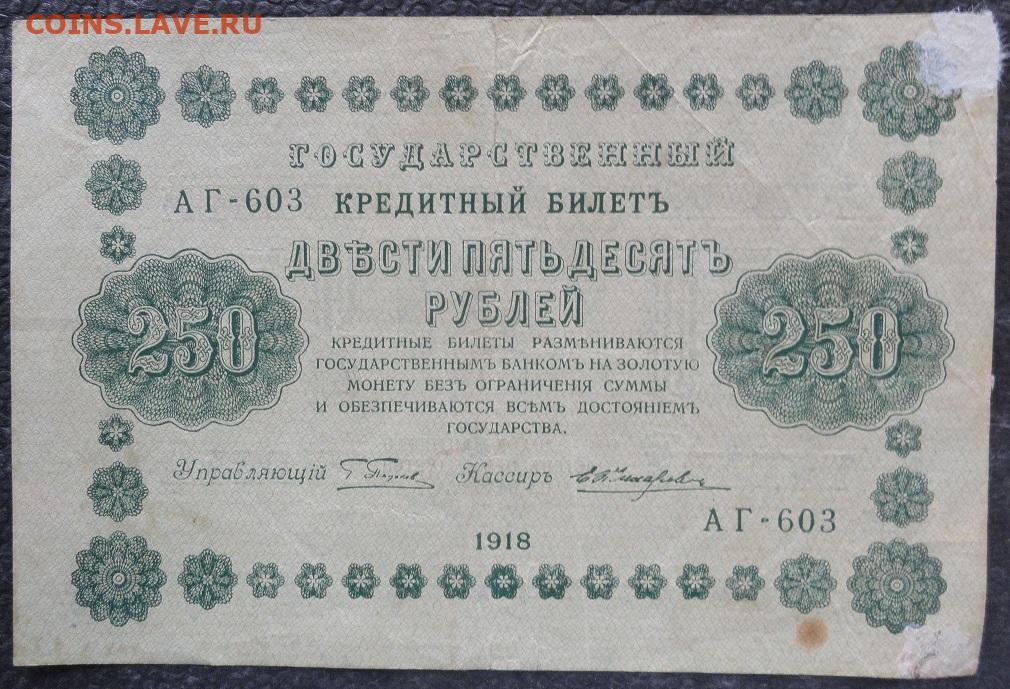 COINS.LAVE.RU
ГОСУДАРСТВЕННЫЙ
АГ-603 КРЕДИТНЫЙ БИЛЕТЪ
ДВѢСТИ ПЯТЬДЕСЯТЪ
РУБЛЕЙ
250 250
КРЕДИТНЫЕ БИЛЕТЫ РАЗМѢНИВАЮТСЯ
ГОСУДАРСТВЕННЫМЪ БАНКОМЪ НА ЗОЛОТУЮ
МОНЕТУ БЕЗЪ ОГРАНИЧЕНІЯ СУММЫ
И ОБЕЗПЕЧИВАЮТСЯ ВСѢМЪ ДОСТОЯНІЕМЪ
ГОСУДАРСТВА.
Управляющій Кассиръ
АГ-603
1918